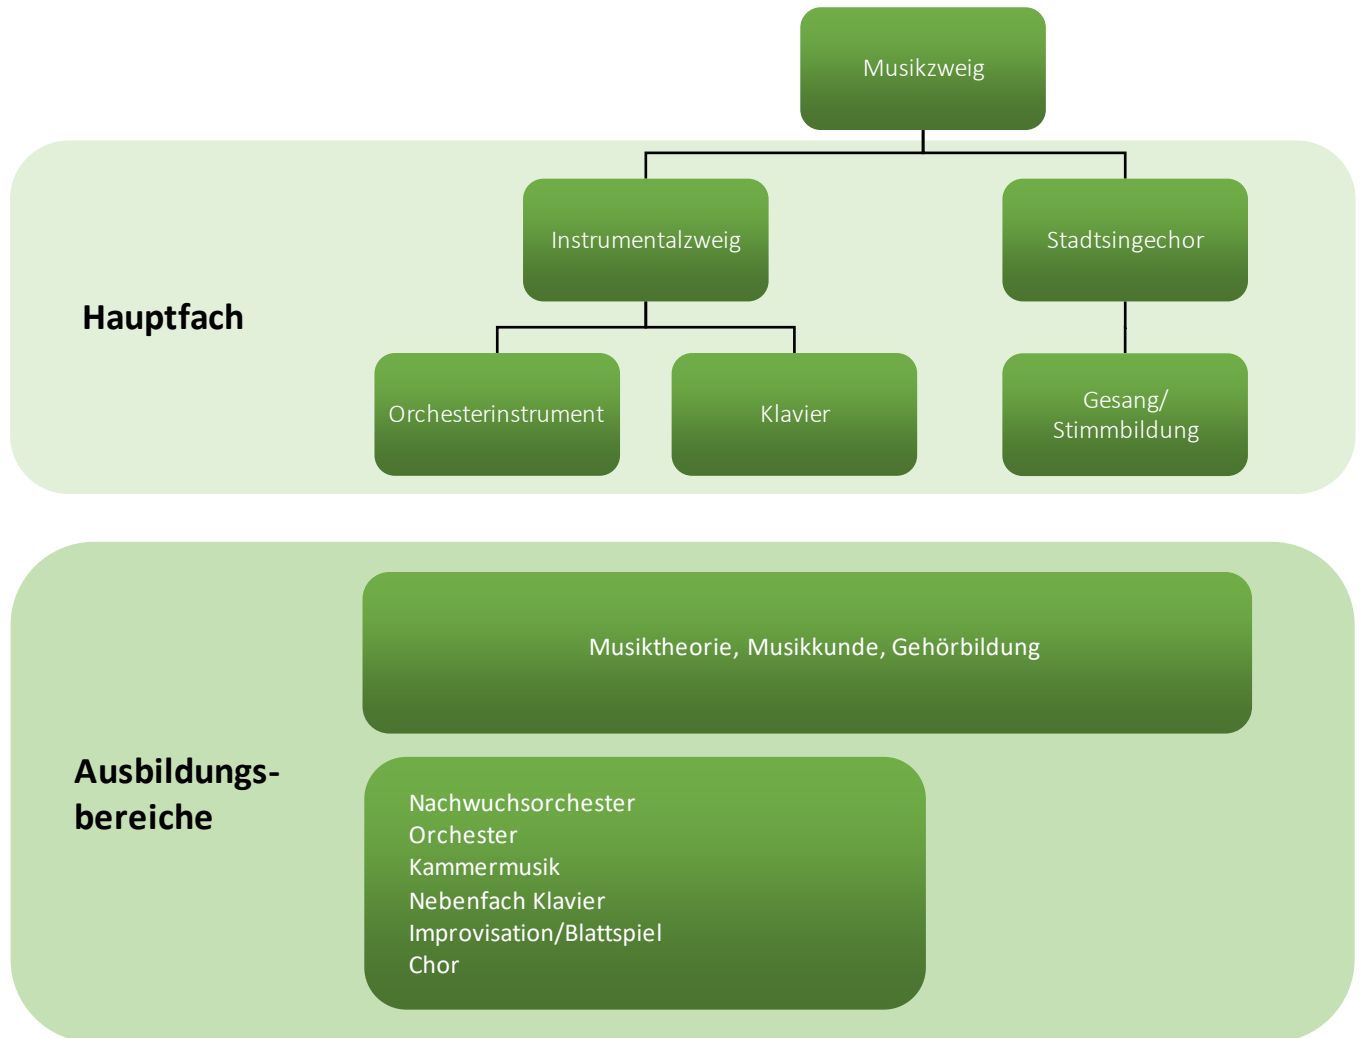 Musikzweig
Instrumentalzweig
Stadtsingechor
Hauptfach
Orchesterinstrument
Klavier
Gesang/
Stimmbildung
Musiktheorie, Musikkunde, Gehörbildung
Ausbildungs-
bereiche
Nachwuchsorchester
Orchester
Kammermusik
Nebenfach Klavier
Improvisation/Blattspiel
Chor